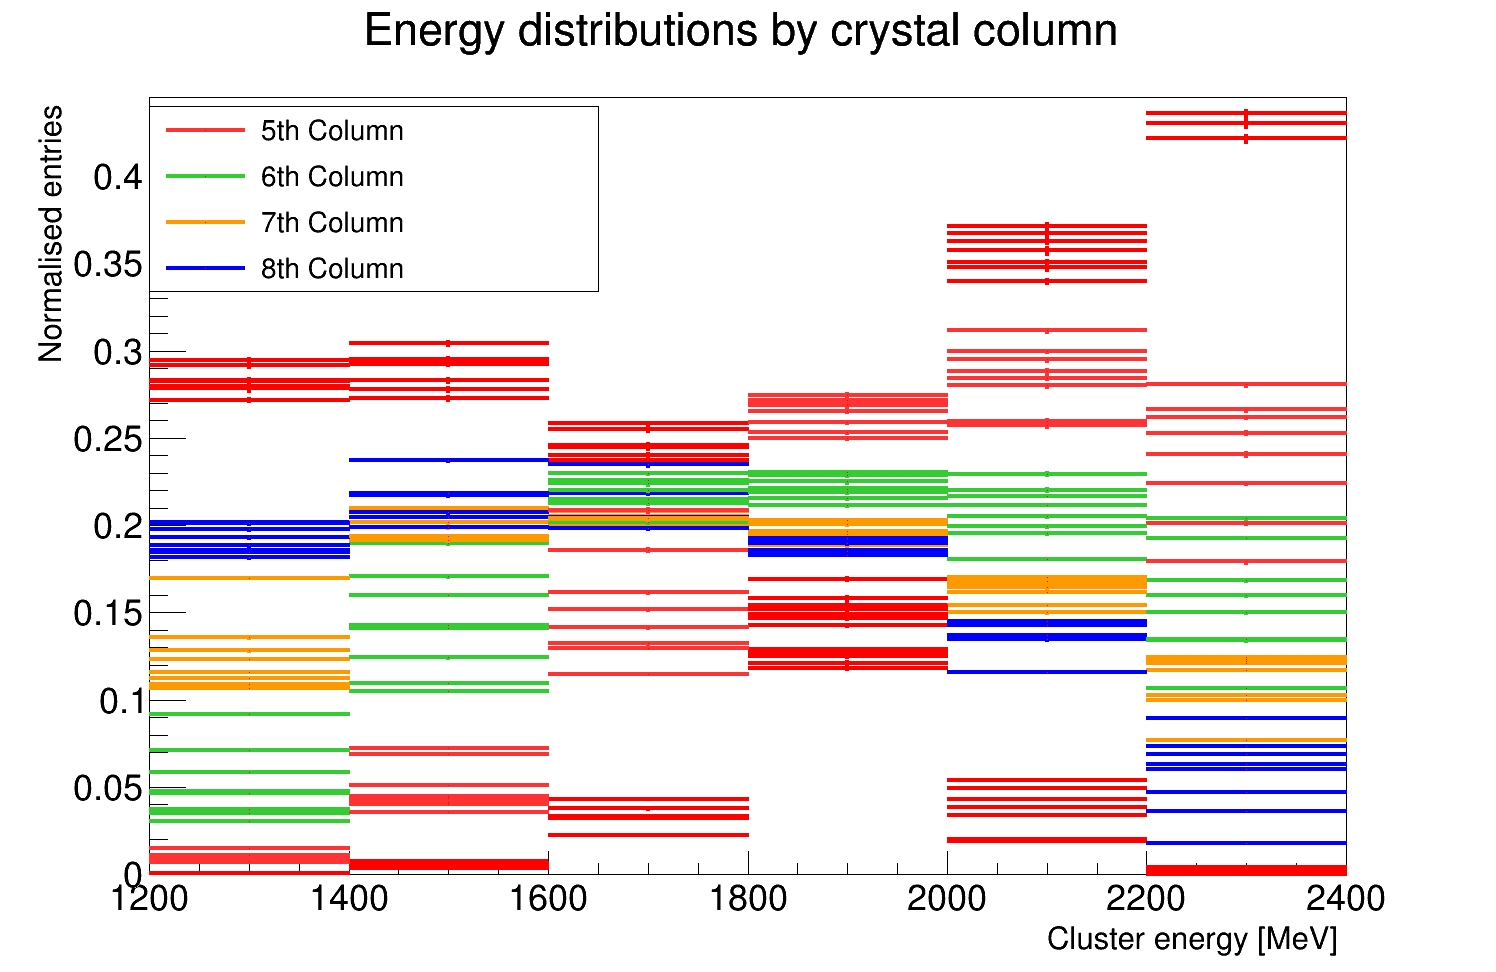 Energy distributions by crystal column
Normalised entries
5th Column
6th Column
7th Column
8th Column
0.4
0.35
0.3
0.25
0.2
0.15
0.1
0.05
0
1200 1400 1600 1800 2000 2200 2400
Cluster energy [MeV]